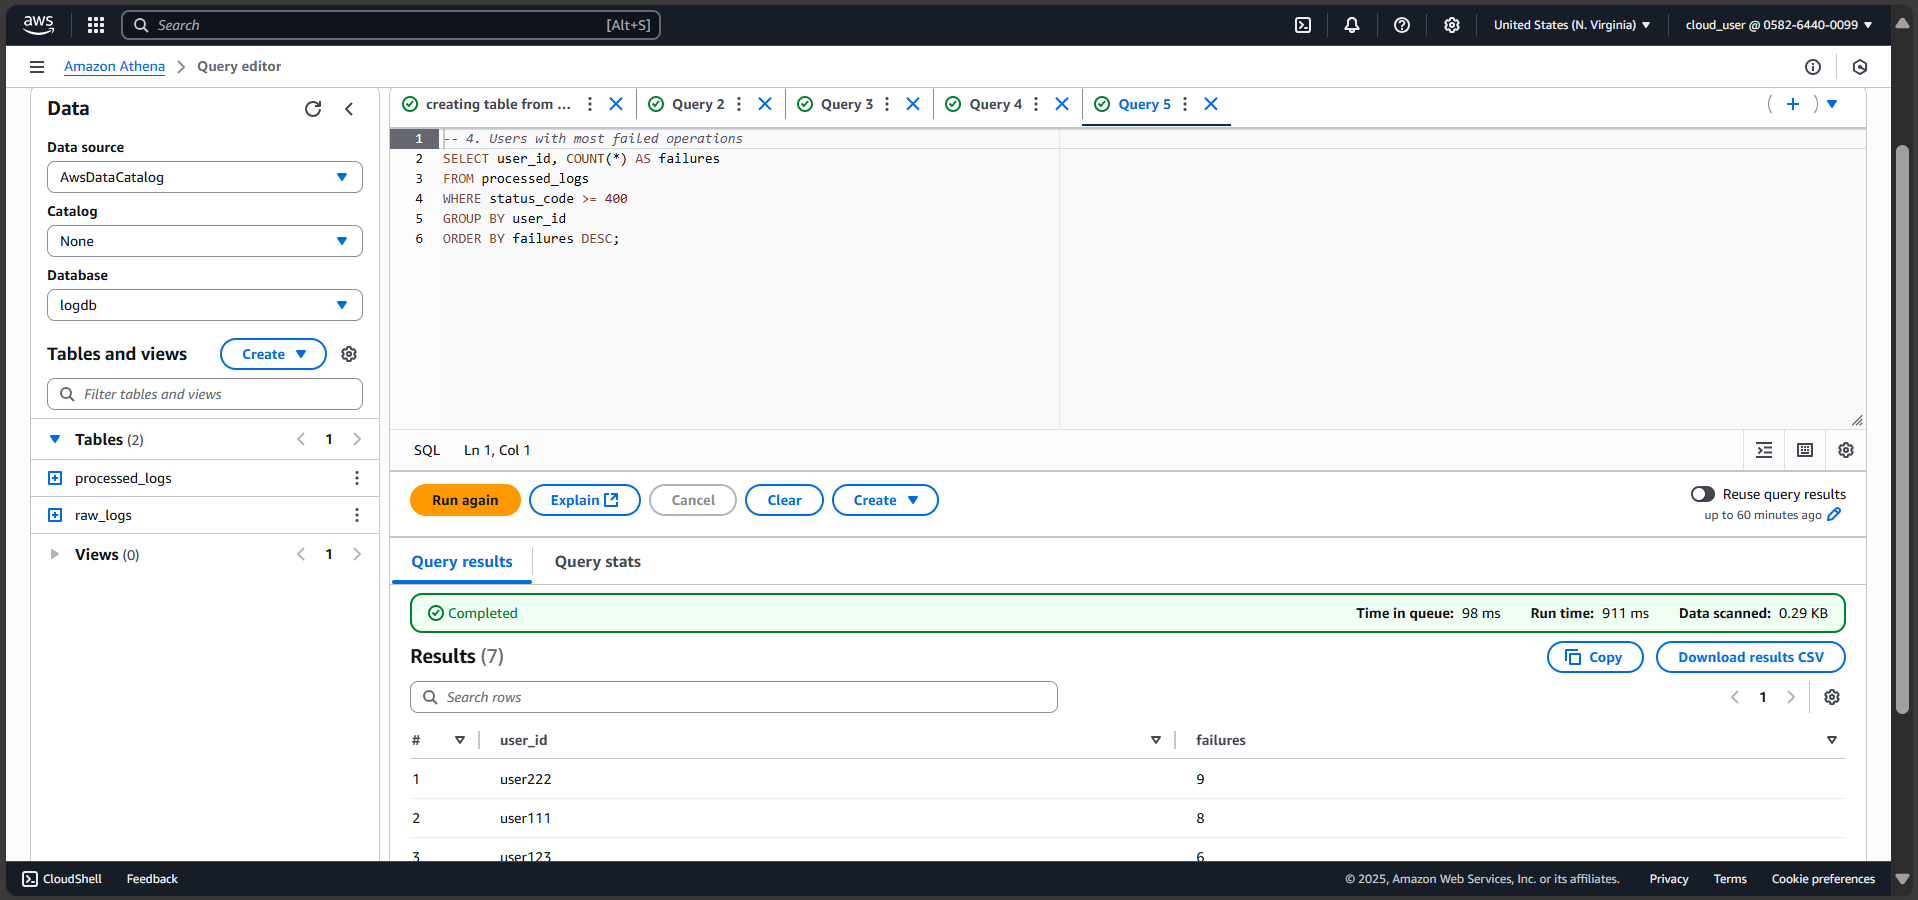 aws
Search [Alt+S]
United States (N. Virginia)
cloud_user @ 0582-6440-0099
Amazon Athena
Query editor
Data
Data source
AwsDataCatalog
Catalog
None
Database
logdb
Tables and views
Create
Filter tables and views
Tables (2)
1
processed_logs
raw_logs
Views (0)
1
creating table from ...
Query 2
Query 3
Query 4
Query 5
1 -- 4. Users with most failed operations
2 SELECT user_id, COUNT(*) AS failures
3 FROM processed_logs
4 WHERE status_code >= 400
5 GROUP BY user_id
6 ORDER BY failures DESC;
SQL Ln 1, Col 1
Run again
Explain
Cancel
Clear
Create
Reuse query results
up to 60 minutes ago
Query results
Query stats
Completed
Time in queue: 98 ms
Run time: 911 ms
Data scanned: 0.29 KB
Results (7)
Copy
Download results CSV
Search rows
1
# user_id failures
1 user222 9
2 user111 8
3 user123 6
CloudShell
Feedback
© 2025, Amazon Web Services, Inc. or its affiliates.
Privacy
Terms
Cookie preferences